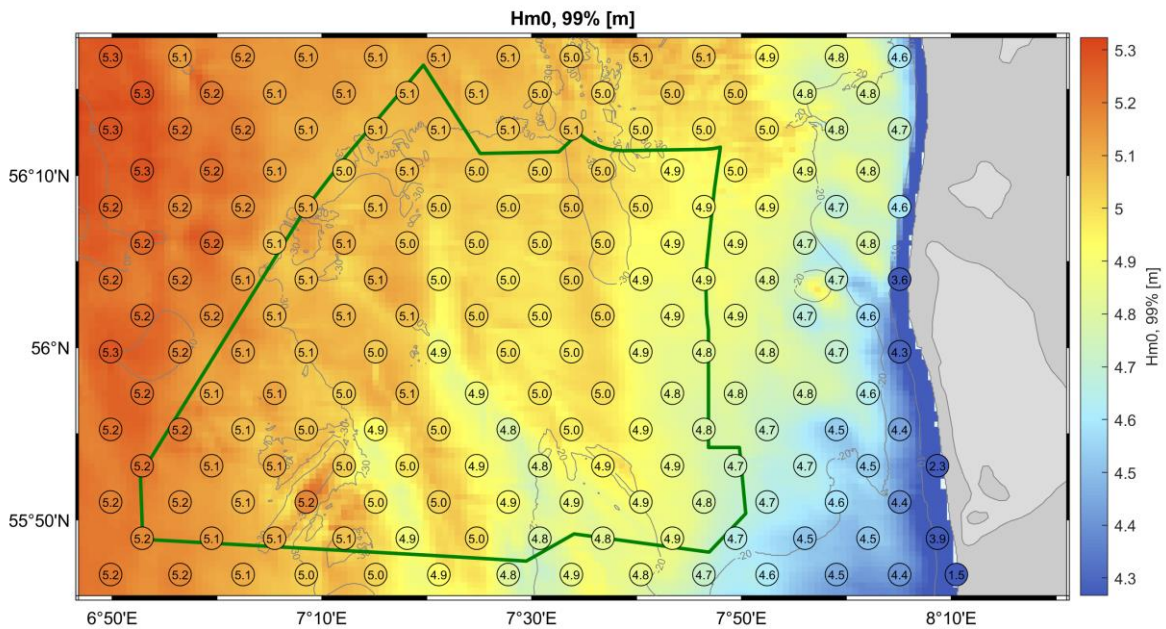 Hm0, 99% [m]
5.3 5.1 5.2 5.1 5.1 5.1 5.1 5.0 5.1 5.1 4.9 4.8 4.6
5.3 5.2 5.1 5.1 5.1 5.1 5.0 5.0 5.0 5.0 4.8 4.8
5.3 5.2 5.2 5.1 5.1 5.1 5.1 5.1 5.0 5.0 5.0 4.8 4.7
56°10'N
5.3 5.2 5.1 5.0 5.1 5.0 5.0 5.0 4.9 5.0 4.9 4.8
5.2 5.2 5.2 5.1 5.1 5.0 5.0 5.0 5.0 4.9 4.9 4.7 4.6
5.2 5.2 5.1 5.1 5.0 5.0 5.0 5.0 4.9 4.9 4.7 4.8
5.2 5.2 5.1 5.1 5.1 5.0 5.0 5.0 4.9 4.9 4.8 4.7 3.6
5.2 5.2 5.1 5.1 5.1 5.0 5.0 5.0 4.9 4.9 4.7 4.6
56°N
5.3 5.2 5.1 5.1 5.0 4.9 5.0 5.0 4.9 4.8 4.8 4.7 4.3
5.2 5.2 5.1 5.0 5.1 4.9 5.0 5.0 4.8 4.8 4.8 4.6
5.2 5.2 5.1 5.0 4.9 5.0 4.8 5.0 4.9 4.8 4.7 4.5 4.4
5.2 5.1 5.1 5.0 5.0 4.9 4.8 4.9 4.9 4.7 4.7 4.5 2.3
5.2 5.2 5.1 5.2 5.0 5.0 4.9 4.9 4.9 4.8 4.7 4.6 4.4
55°50'N
5.2 5.1 5.1 5.1 4.9 5.0 4.8 4.8 4.9 4.7 4.5 4.5 3.9
5.2 5.2 5.1 5.0 5.0 4.9 4.8 4.9 4.8 4.7 4.6 4.5 4.4 1.5
6°50'E 7°10'E 7°30'E 7°50'E 8°10'E
5.3
5.2
5.1
5
4.9
4.8
4.7
4.6
4.5
4.4
4.3
Hm0, 99% [m]